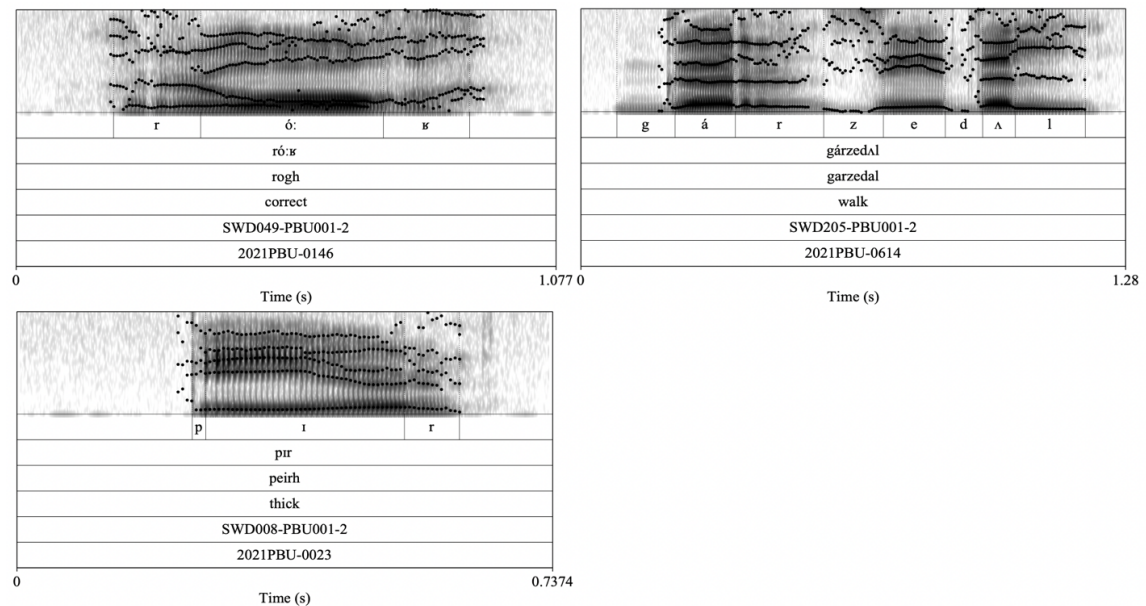 r ó: ʁ
ró:ʁ
rogh
correct
SWD049-PBU001-2
2021PBU-0146
0 1.077
Time (s)
g á r z e d ʌ l
gárzedʌl
garzedal
walk
SWD205-PBU001-2
2021PBU-0614
0 1.28
Time (s)
p ɪ r
pɪr
peirh
thick
SWD008-PBU001-2
2021PBU-0023
0 0.7374
Time (s)